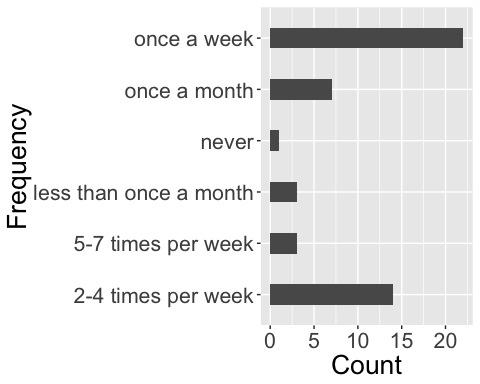 once a week
once a month
never
less than once a month
5-7 times per week
2-4 times per week
Frequency
0 5 10 15 20
Count